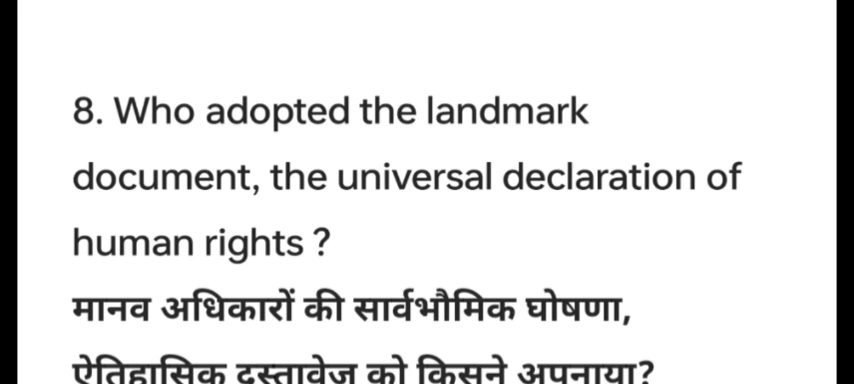 8. Who adopted the landmark
document, the universal declaration of
human rights ?
मानव अधिकारों की सार्वभौमिक घोषणा,
ऐतिहासिक दस्तावेज को किसने अपनाया?